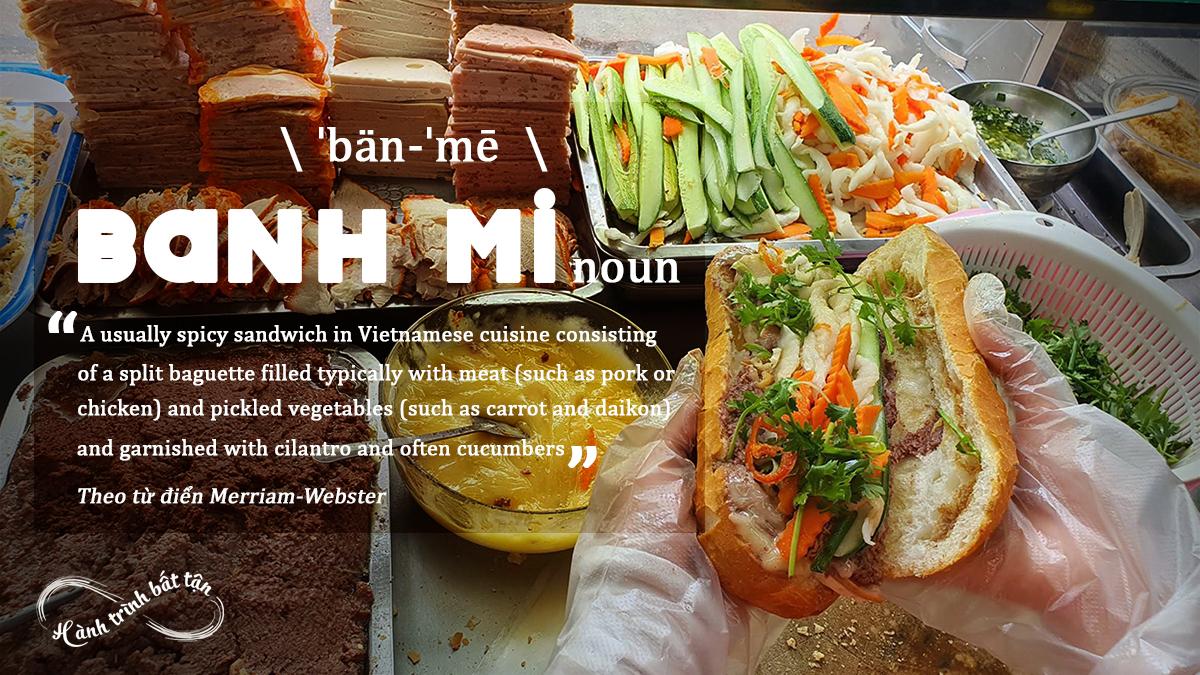 \ ˈbän-ˈmē \
BaNH Mi noun
“A usually spicy sandwich in Vietnamese cuisine consisting
of a split baguette filled typically with meat (such as pork or
chicken) and pickled vegetables (such as carrot and daikon)
and garnished with cilantro and often cucumbers”
Theo từ điển Merriam-Webster
Hành trình bất tận